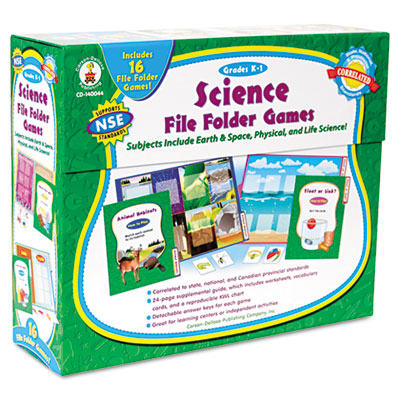 Includes
16
File Folder
Games!
CD-140044
SUPPORTS
NSE
STANDARDS
Grades K-1
CORRELATED
Science
File Folder Games
Subjects Include Earth & Space, Physical, and Life Science!
Animal Habitats
How to Play
Float or Sink?
• Correlated to state, national, and Canadian provincial standards
• 24-page supplemental guide, which includes worksheets, vocabulary
cards, and a reproducible KWL chart
• Detachable answer keys for each game
• Great for learning centers or independent activities
Carson-Dellosa Publishing Company, Inc.
NSE
Grades K-1
Science
File Folder Games
16
File Folder Games!